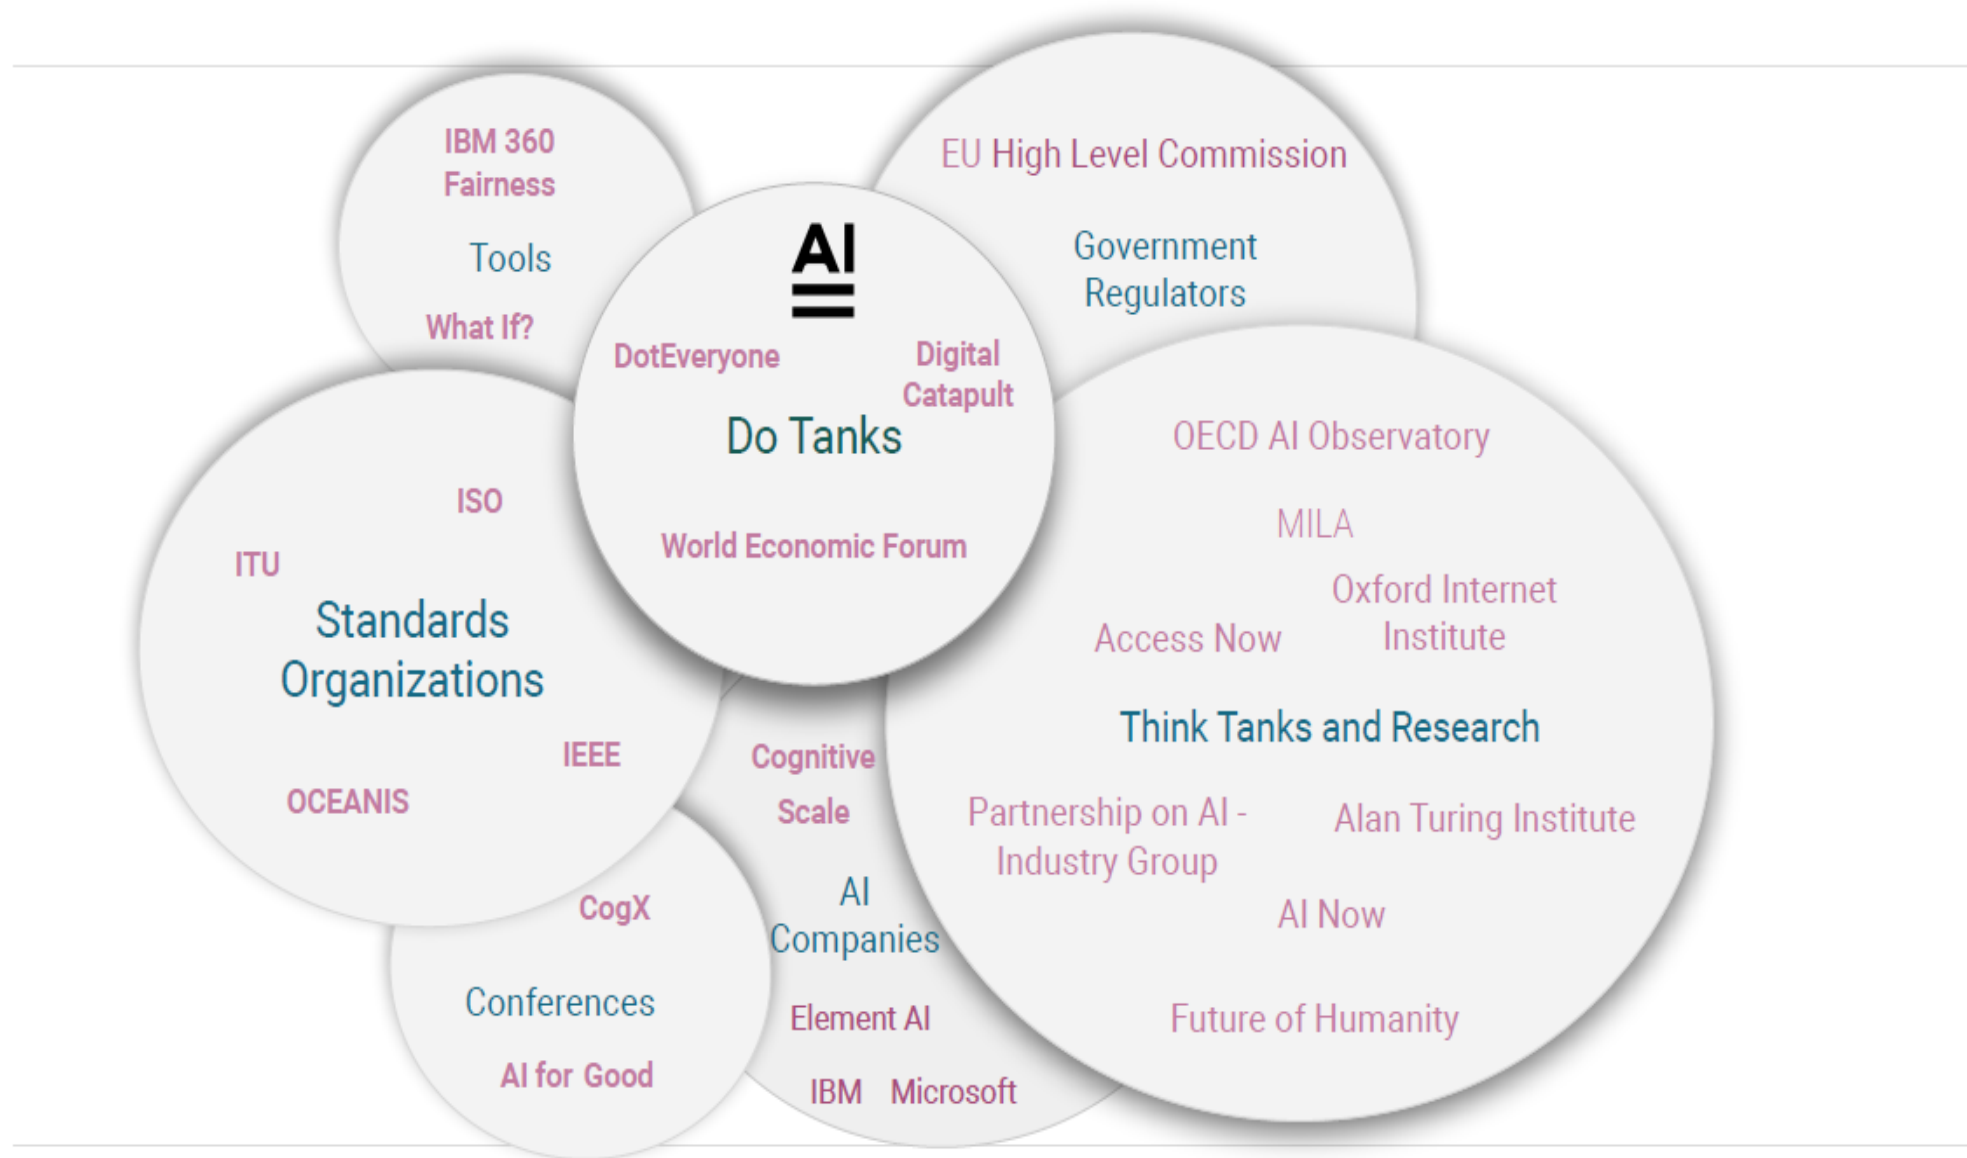 IBM 360
Fairness
Tools
What If?
EU High Level Commission
Government
Regulators
AI
DotEveryone
Digital
Catapult
Do Tanks
World Economic Forum
ISO
ITU
Standards
Organizations
IEEE
OCEANIS
OECD AI Observatory
MILA
Oxford Internet
Institute
Access Now
Think Tanks and Research
Partnership on AI -
Industry Group
Alan Turing Institute
AI Now
Future of Humanity
Cognitive
Scale
AI
Companies
Element AI
IBM Microsoft
CogX
Conferences
AI for Good